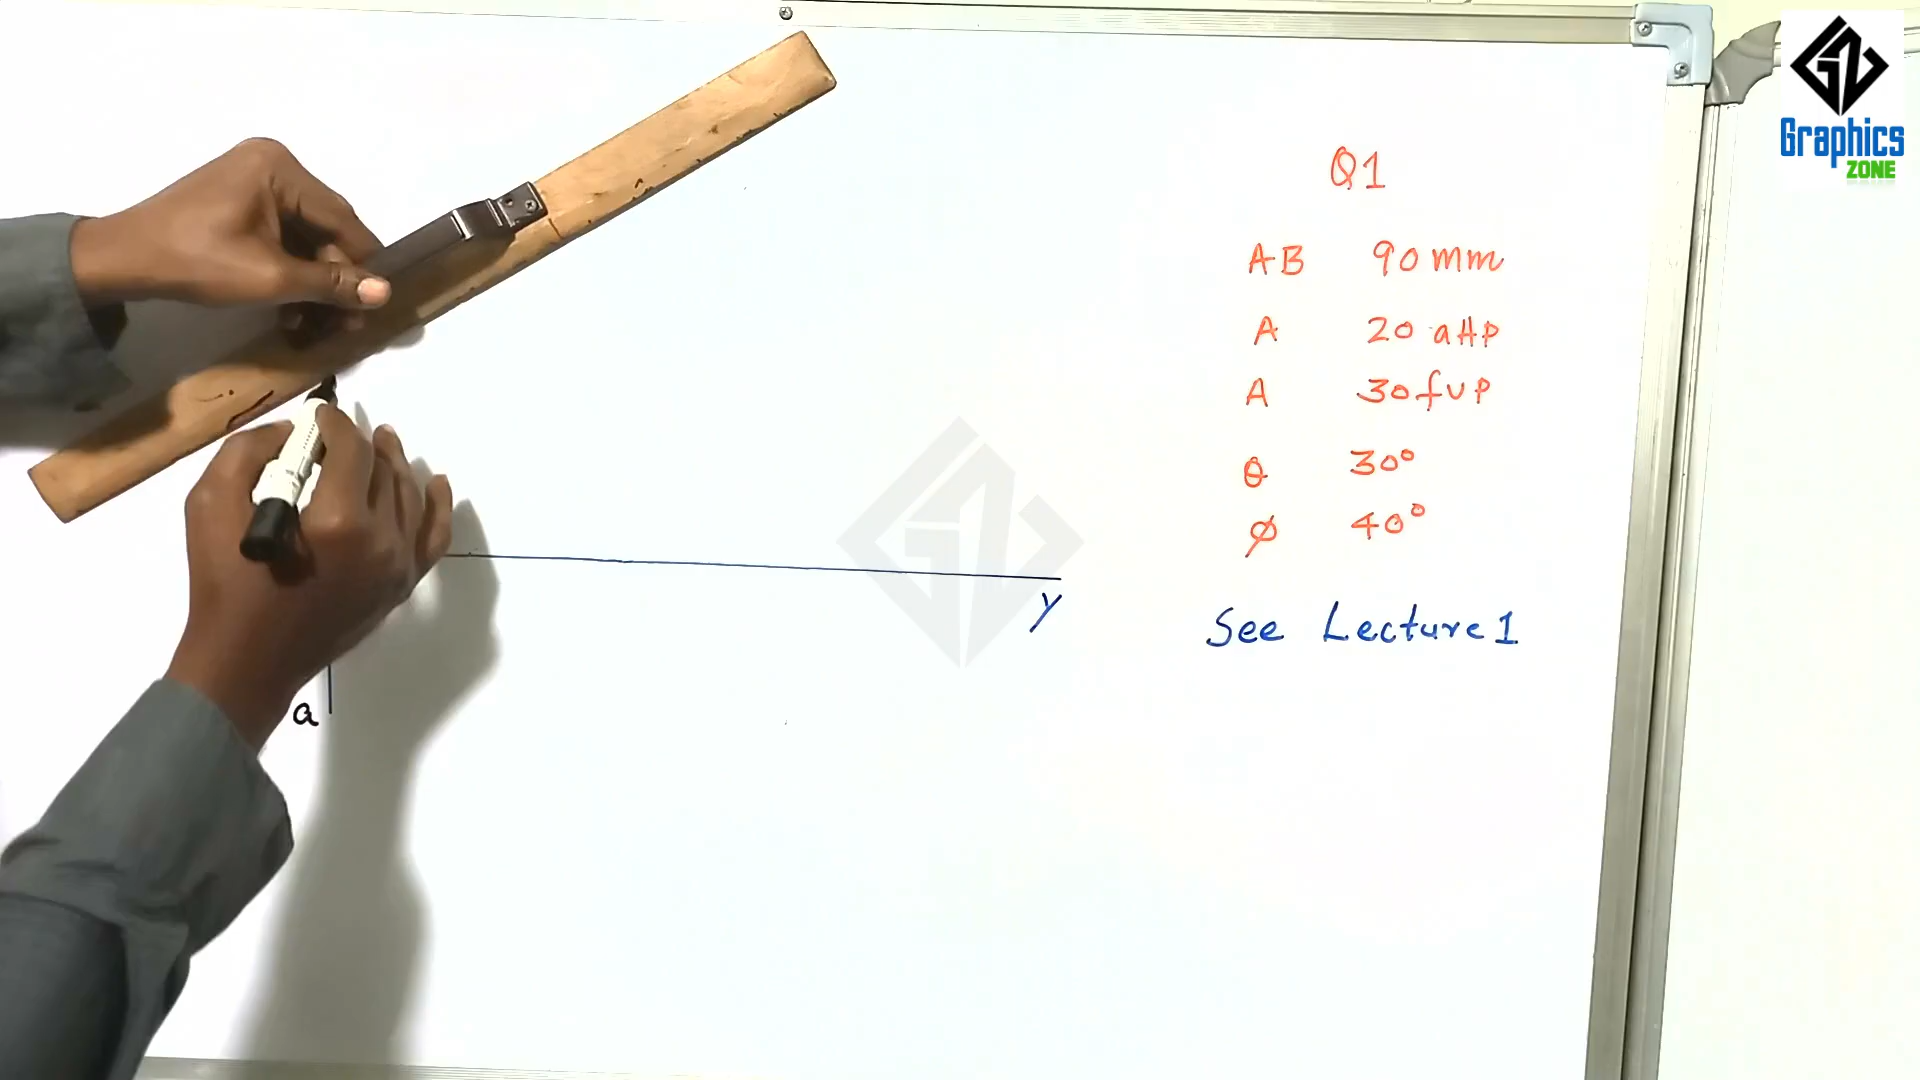 Graphics
ZONE
Q1
AB 90 mm
A 20 aHP
A 30 fVP
θ 30°
ø 40°
See Lecture 1
y
a